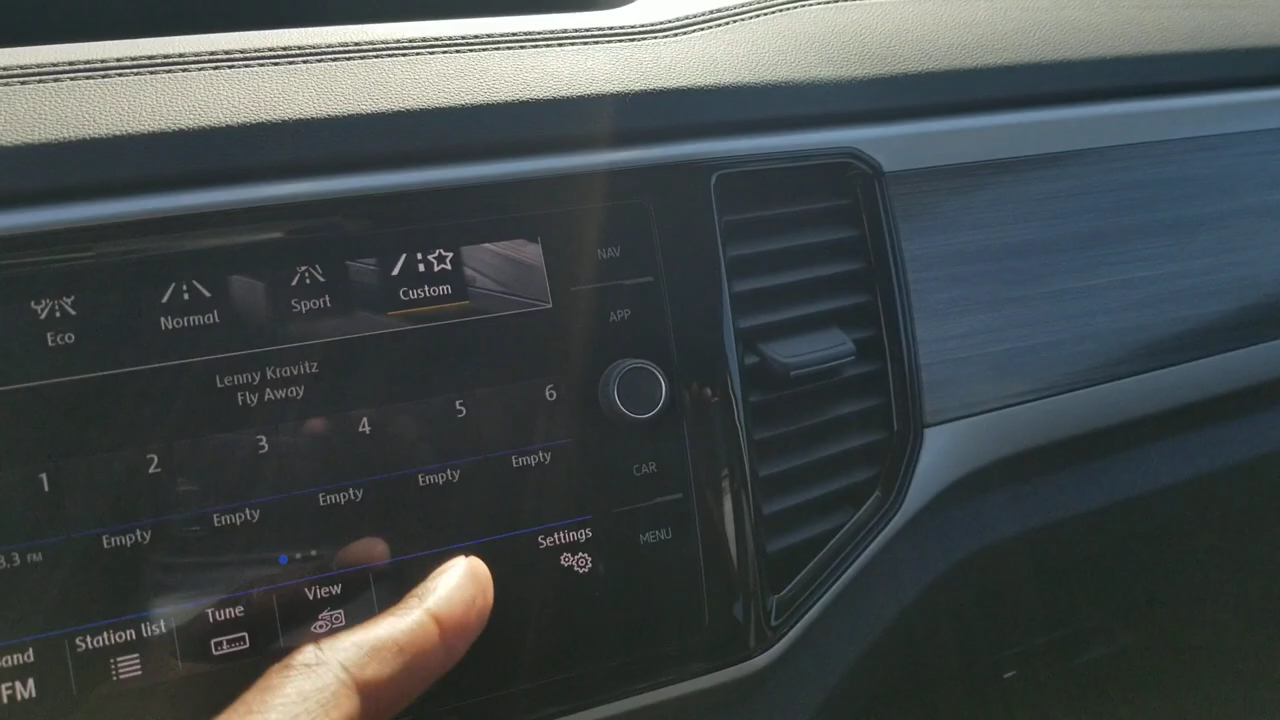 Eco
Normal
Sport
Custom
NAV
APP
Lenny Kravitz
Fly Away
1
2
3
4
5
6
Empty
Empty
Empty
Empty
Empty
FM
CAR
MENU
Settings
View
Tune
Station list
FM